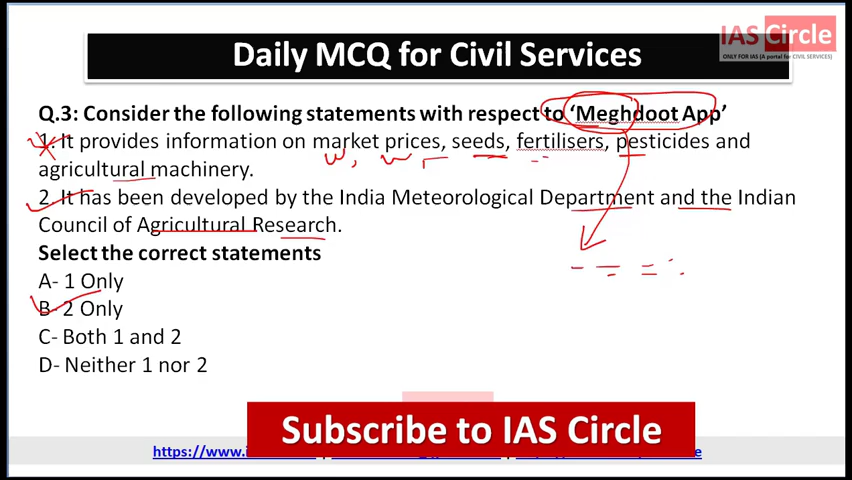 IAS Circle
ONLY FOR IAS (A portal for CIVIL SERVICES)
Daily MCQ for Civil Services
Q.3: Consider the following statements with respect to ‘Meghdoot App’
1. It provides information on market prices, seeds, fertilisers, pesticides and
agricultural machinery.
2. It has been developed by the India Meteorological Department and the Indian
Council of Agricultural Research.
Select the correct statements
A- 1 Only
B- 2 Only
C- Both 1 and 2
D- Neither 1 nor 2
Subscribe to IAS Circle
https://www.i